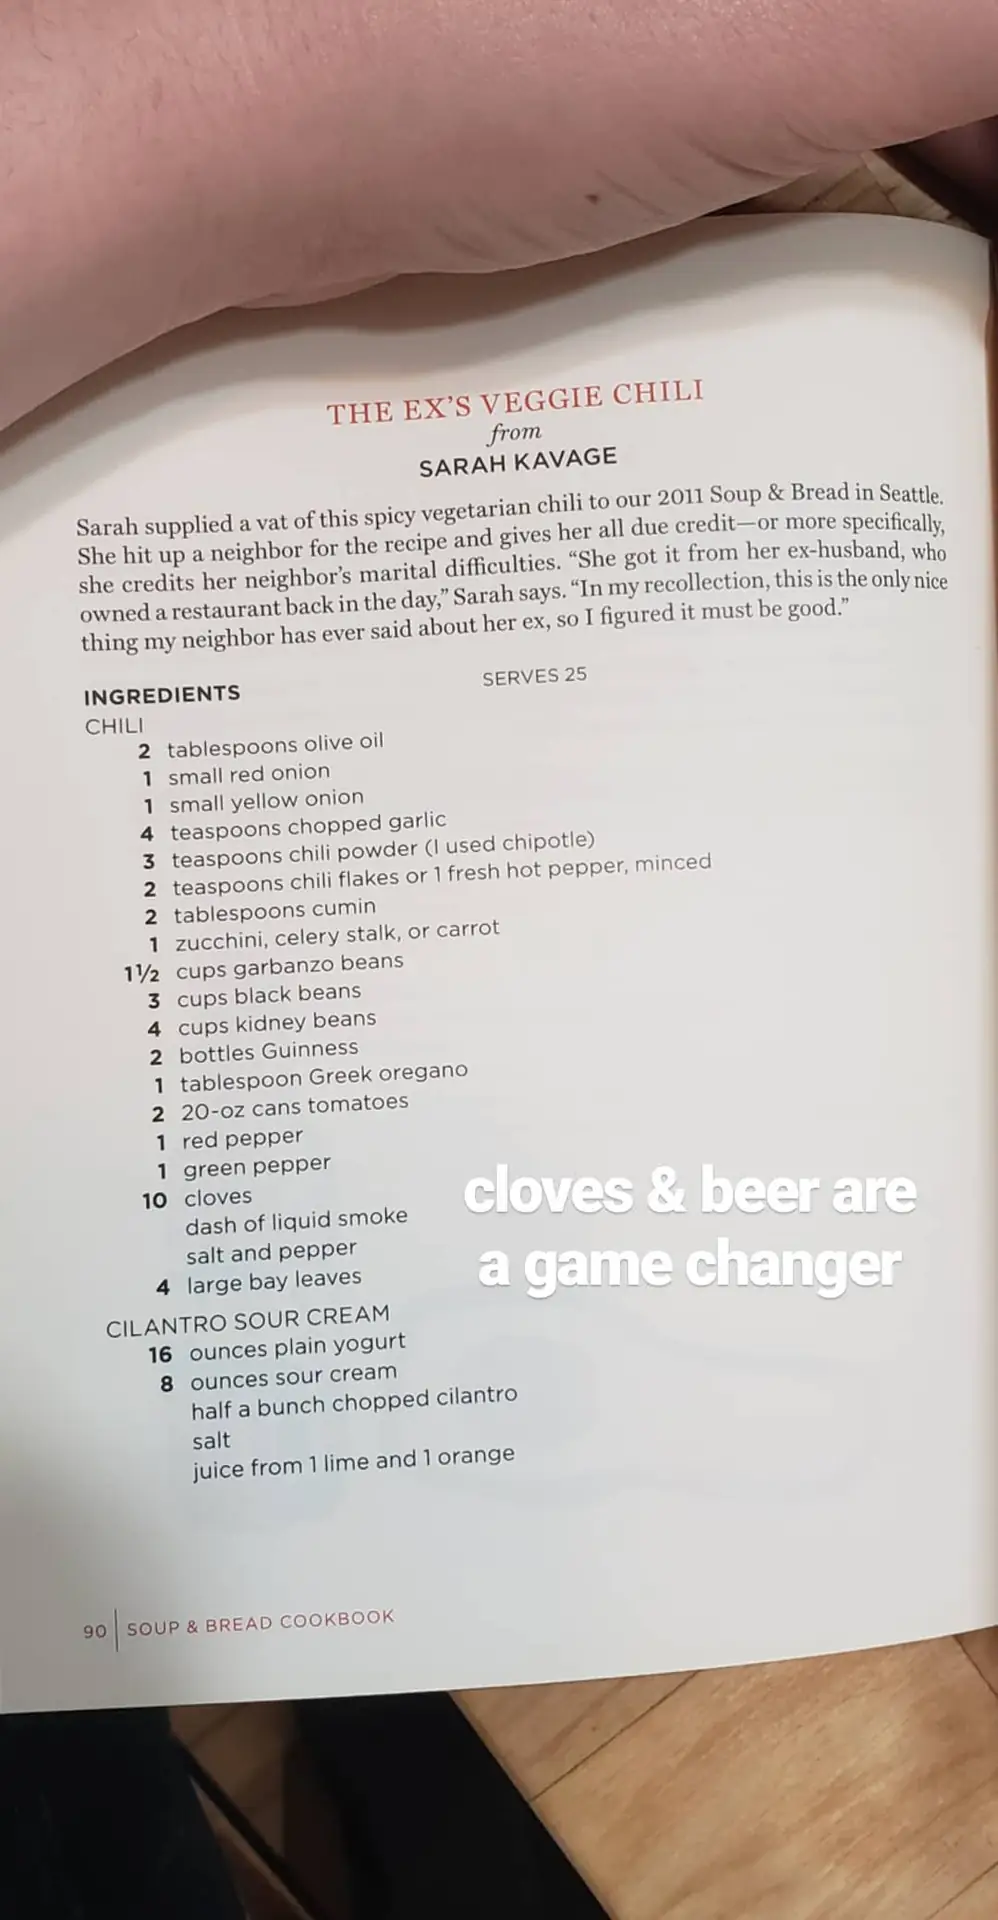 THE EX'S VEGGIE CHILI
from
SARAH KAVAGE
Sarah supplied a vat of this spicy vegetarian chili to our 2011 Soup & Bread in Seattle.
She hit up a neighbor for the recipe and gives her all due credit—or more specifically,
she credits her neighbor's marital difficulties. "She got it from her ex-husband, who
owned a restaurant back in the day," Sarah says. "In my recollection, this is the only nice
thing my neighbor has ever said about her ex, so I figured it must be good."
INGREDIENTS
SERVES 25
CHILI
2 tablespoons olive oil
1 small red onion
1 small yellow onion
4 teaspoons chopped garlic
3 teaspoons chili powder (I used chipotle)
2 teaspoons chili flakes or 1 fresh hot pepper, minced
2 tablespoons cumin
1 zucchini, celery stalk, or carrot
1½ cups garbanzo beans
3 cups black beans
4 cups kidney beans
2 bottles Guinness
1 tablespoon Greek oregano
2 20-oz cans tomatoes
1 red pepper
1 green pepper
10 cloves
dash of liquid smoke
salt and pepper
4 large bay leaves
cloves & beer are
a game changer
CILANTRO SOUR CREAM
16 ounces plain yogurt
8 ounces sour cream
half a bunch chopped cilantro
salt
juice from 1 lime and 1 orange
90 | SOUP & BREAD COOKBOOK